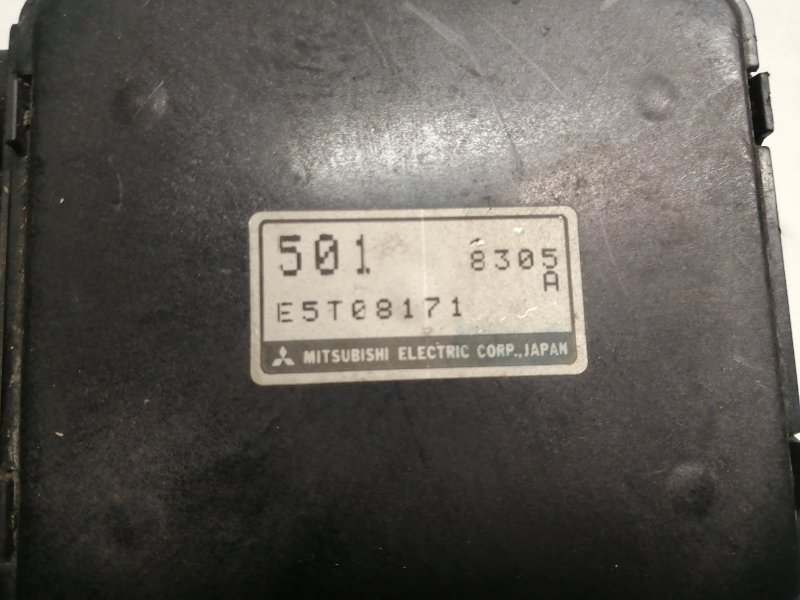 501 8305
A
E5T08171
MITSUBISHI ELECTRIC CORP., JAPAN